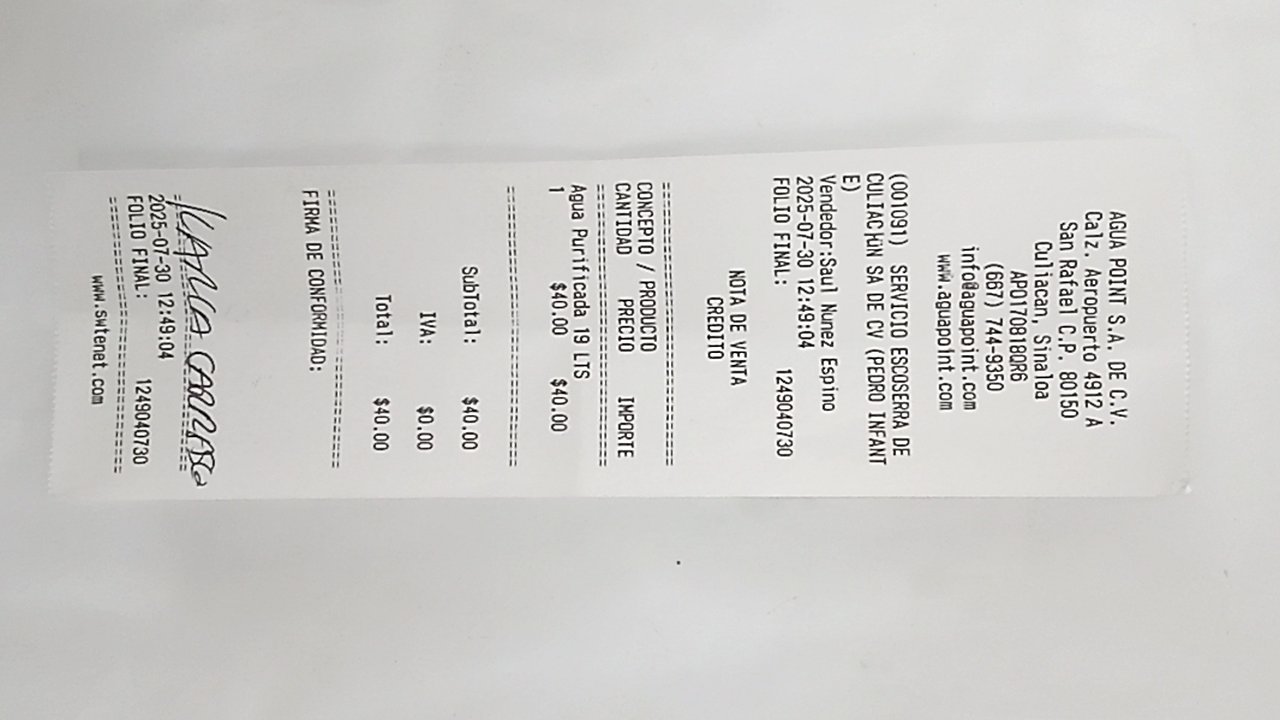 AGUA POINT S.A. DE C.V.
Calz. Aeropuerto 4912 A
San Rafael C.P. 80150
Culiacan, Sinaloa
APO170818QR6
(667) 744-9350
info@aguapoint.com
www.aguapoint.com
(001091) SERVICIO ESCOSERRA DE
CULIACHÚN SA DE CV (PEDRO INFANT
E)
Vendedor:Saul Nunez Espino
2025-07-30 12:49:04
FOLIO FINAL: 1249040730
NOTA DE VENTA
CREDITO
================================
CONCEPTO / PRODUCTO
CANTIDAD PRECIO IMPORTE
================================
Agua Purificada 19 LTS
1 $40.00 $40.00
================================
SubTotal: $40.00
IVA: $0.00
Total: $40.00
================================
FIRMA DE CONFORMIDAD:
CARRASCO
================================
2025-07-30 12:49:04
FOLIO FINAL: 1249040730
================================
www.swtenet.com